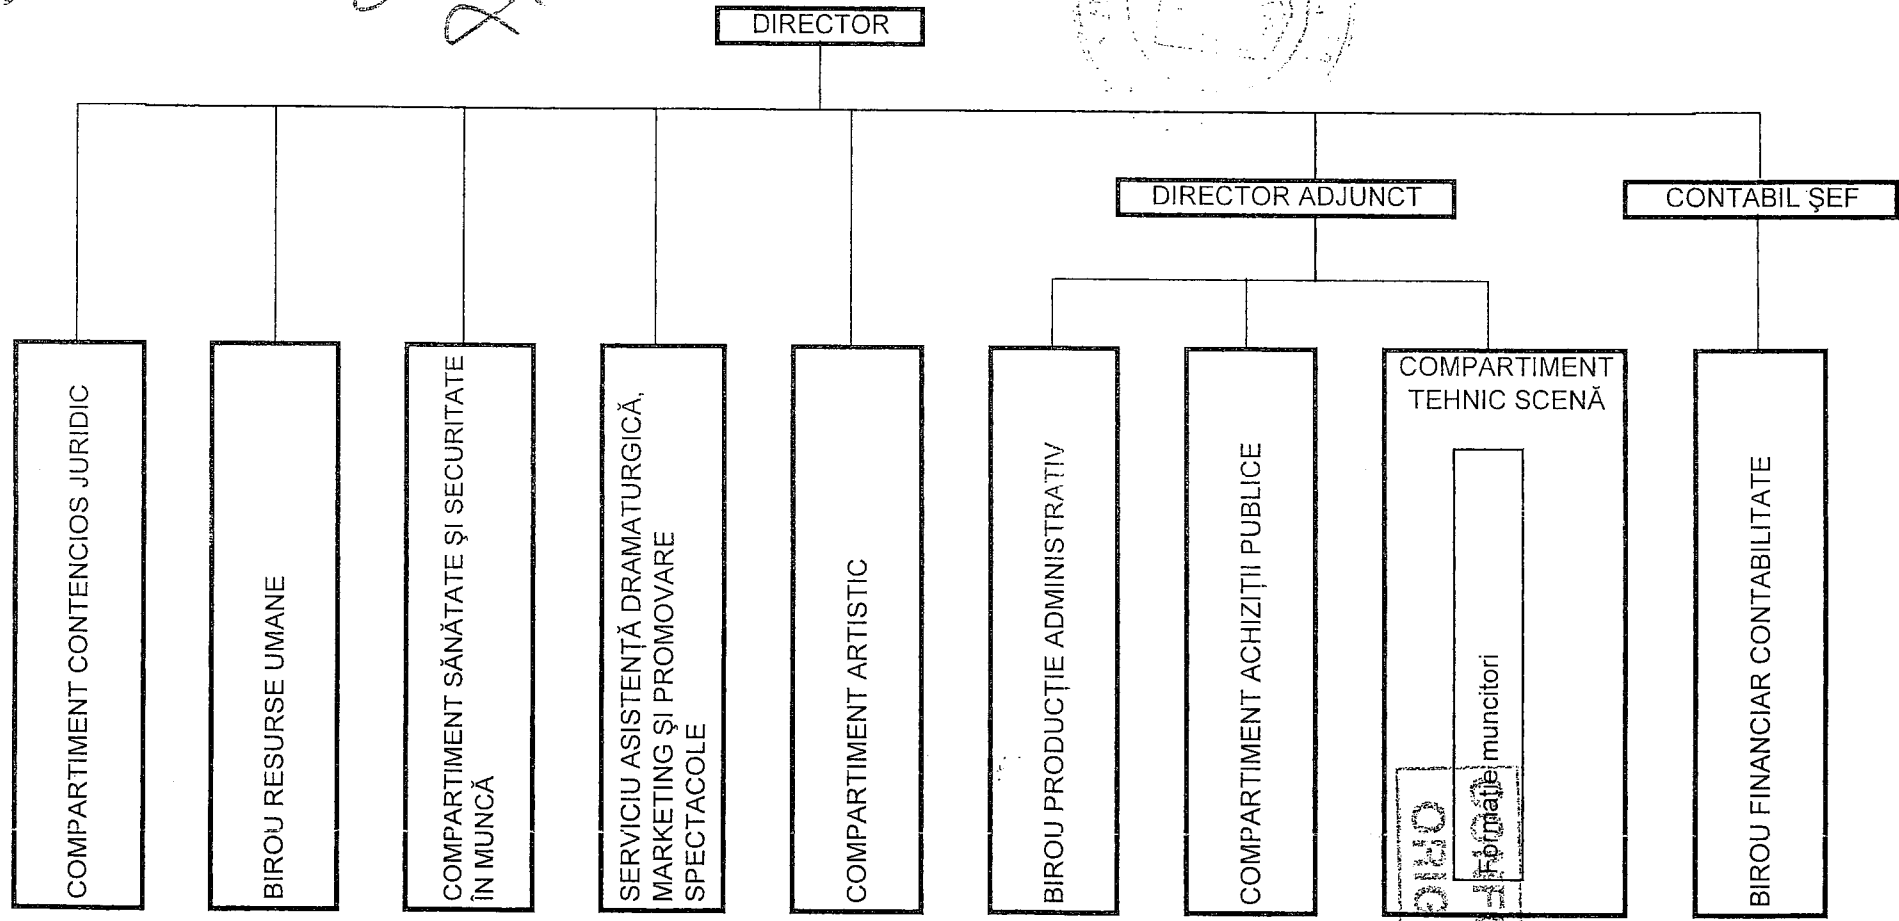 DIRECTOR
DIRECTOR ADJUNCT
CONTABIL ŞEF
COMPARTIMENT CONTENCIOS JURIDIC
BIROU RESURSE UMANE
COMPARTIMENT SĂNĂTATE ŞI SECURITATE
ÎN MUNCĂ
SERVICIU ASISTENŢĂ DRAMATURGICĂ,
MARKETING ŞI PROMOVARE
SPECTACOLE
COMPARTIMENT ARTISTIC
BIROU PRODUCŢIE ADMINISTRATIV
COMPARTIMENT ACHIZIŢII PUBLICE
COMPARTIMENT
TEHNIC SCENĂ
Formaţie muncitori
ORIG
BIROU FINANCIAR CONTABILITATE